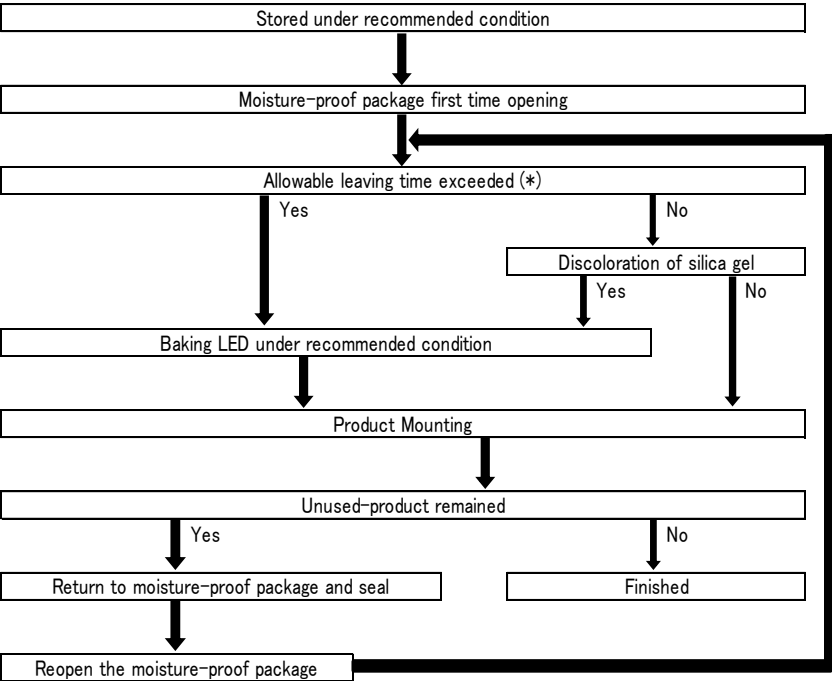 Stored under recommended condition
Moisture-proof package first time opening
Allowable leaving time exceeded (*)
Yes
No
Discoloration of silica gel
Yes
No
Baking LED under recommended condition
Product Mounting
Unused-product remained
Yes
No
Return to moisture-proof package and seal
Finished
Reopen the moisture-proof package